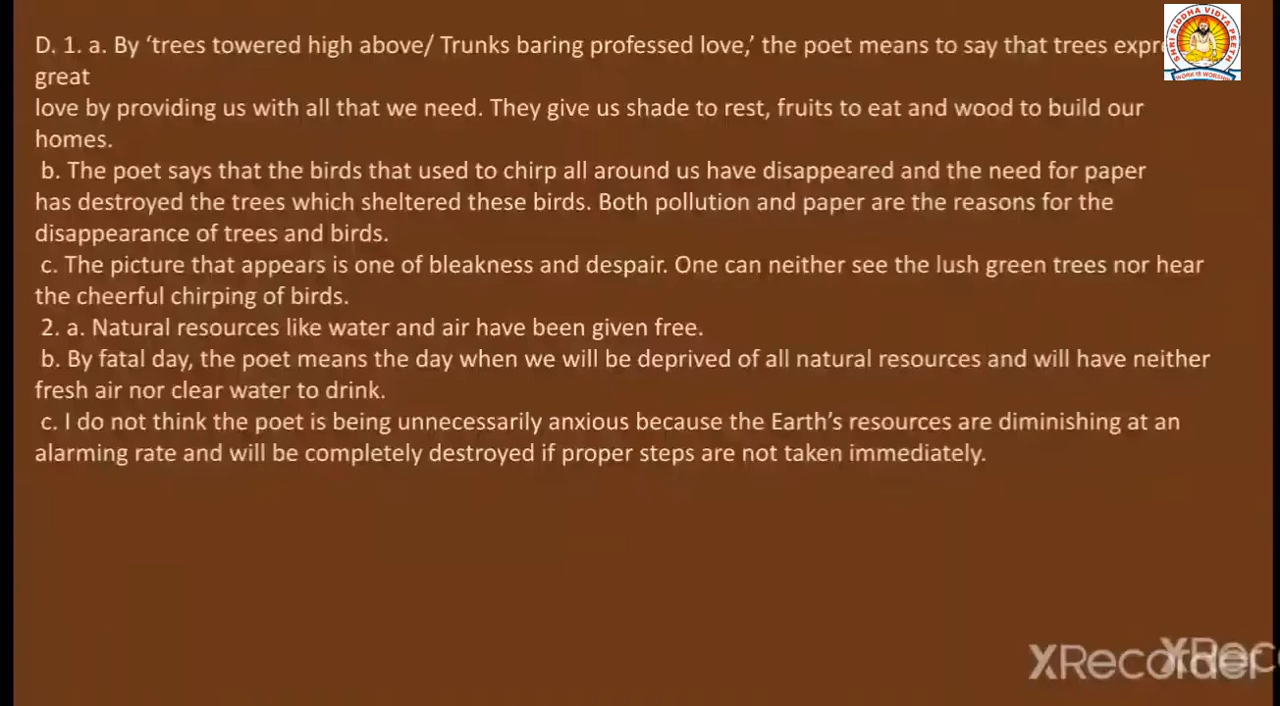 D. 1. a. By ‘trees towered high above/ Trunks baring professed love,’ the poet means to say that trees
great
love by providing us with all that we need. They give us shade to rest, fruits to eat and wood to build our
homes.
b. The poet says that the birds that used to chirp all around us have disappeared and the need for paper
has destroyed the trees which sheltered these birds. Both pollution and paper are the reasons for the
disappearance of trees and birds.
c. The picture that appears is one of bleakness and despair. One can neither see the lush green trees nor hear
the cheerful chirping of birds.
2. a. Natural resources like water and air have been given free.
b. By fatal day, the poet means the day when we will be deprived of all natural resources and will have neither
fresh air nor clear water to drink.
c. I do not think the poet is being unnecessarily anxious because the Earth’s resources are diminishing at an
alarming rate and will be completely destroyed if proper steps are not taken immediately.
SHRI SIDDHA VIDYA PEETH
WORK IS WORSHIP
XRecorder